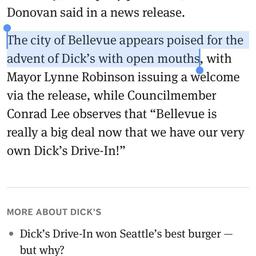 Donovan said in a news release.
The city of Bellevue appears poised for the
advent of Dick’s with open mouths, with
Mayor Lynne Robinson issuing a welcome
via the release, while Councilmember
Conrad Lee observes that “Bellevue is
really a big deal now that we have our very
own Dick’s Drive-In!”
MORE ABOUT DICK'S
• Dick’s Drive-In won Seattle’s best burger —
but why?